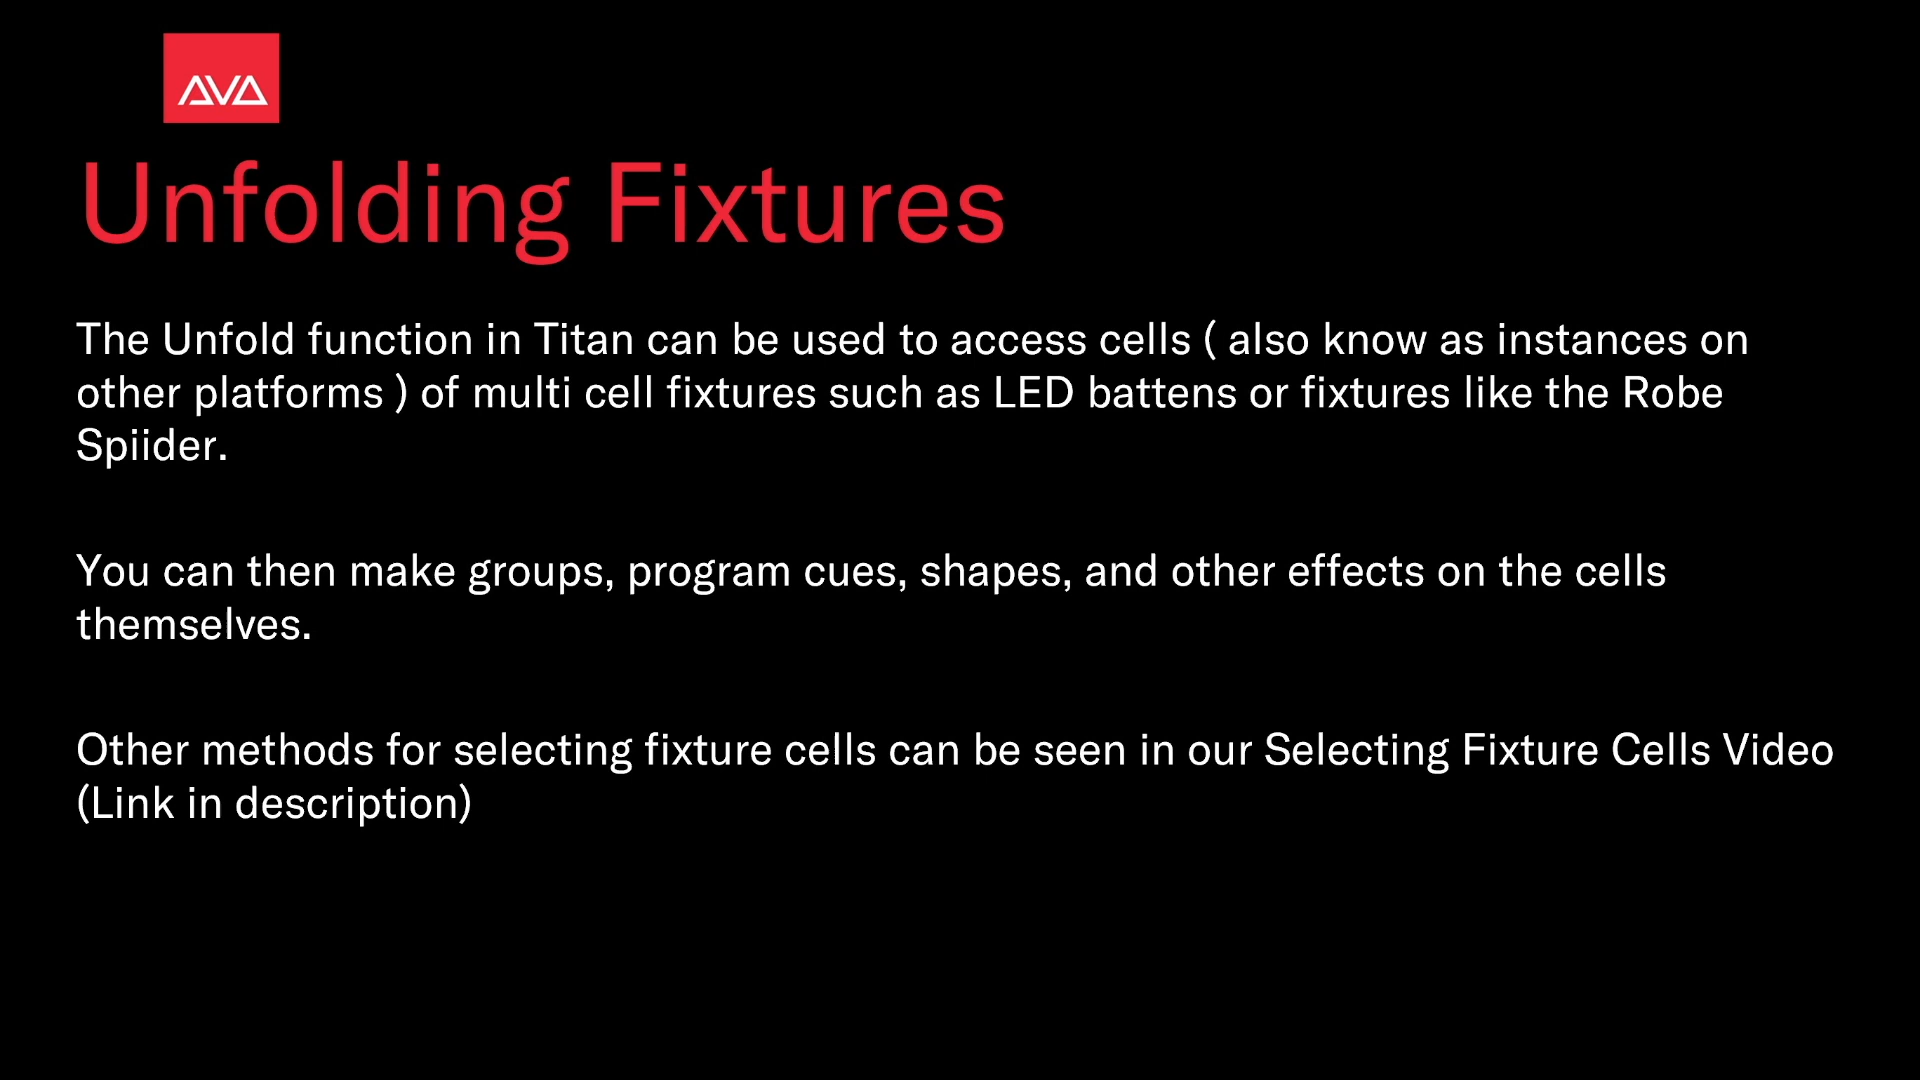 AVA
Unfolding Fixtures
The Unfold function in Titan can be used to access cells ( also know as instances on
other platforms ) of multi cell fixtures such as LED battens or fixtures like the Robe
Spiider.
You can then make groups, program cues, shapes, and other effects on the cells
themselves.
Other methods for selecting fixture cells can be seen in our Selecting Fixture Cells Video
(Link in description)